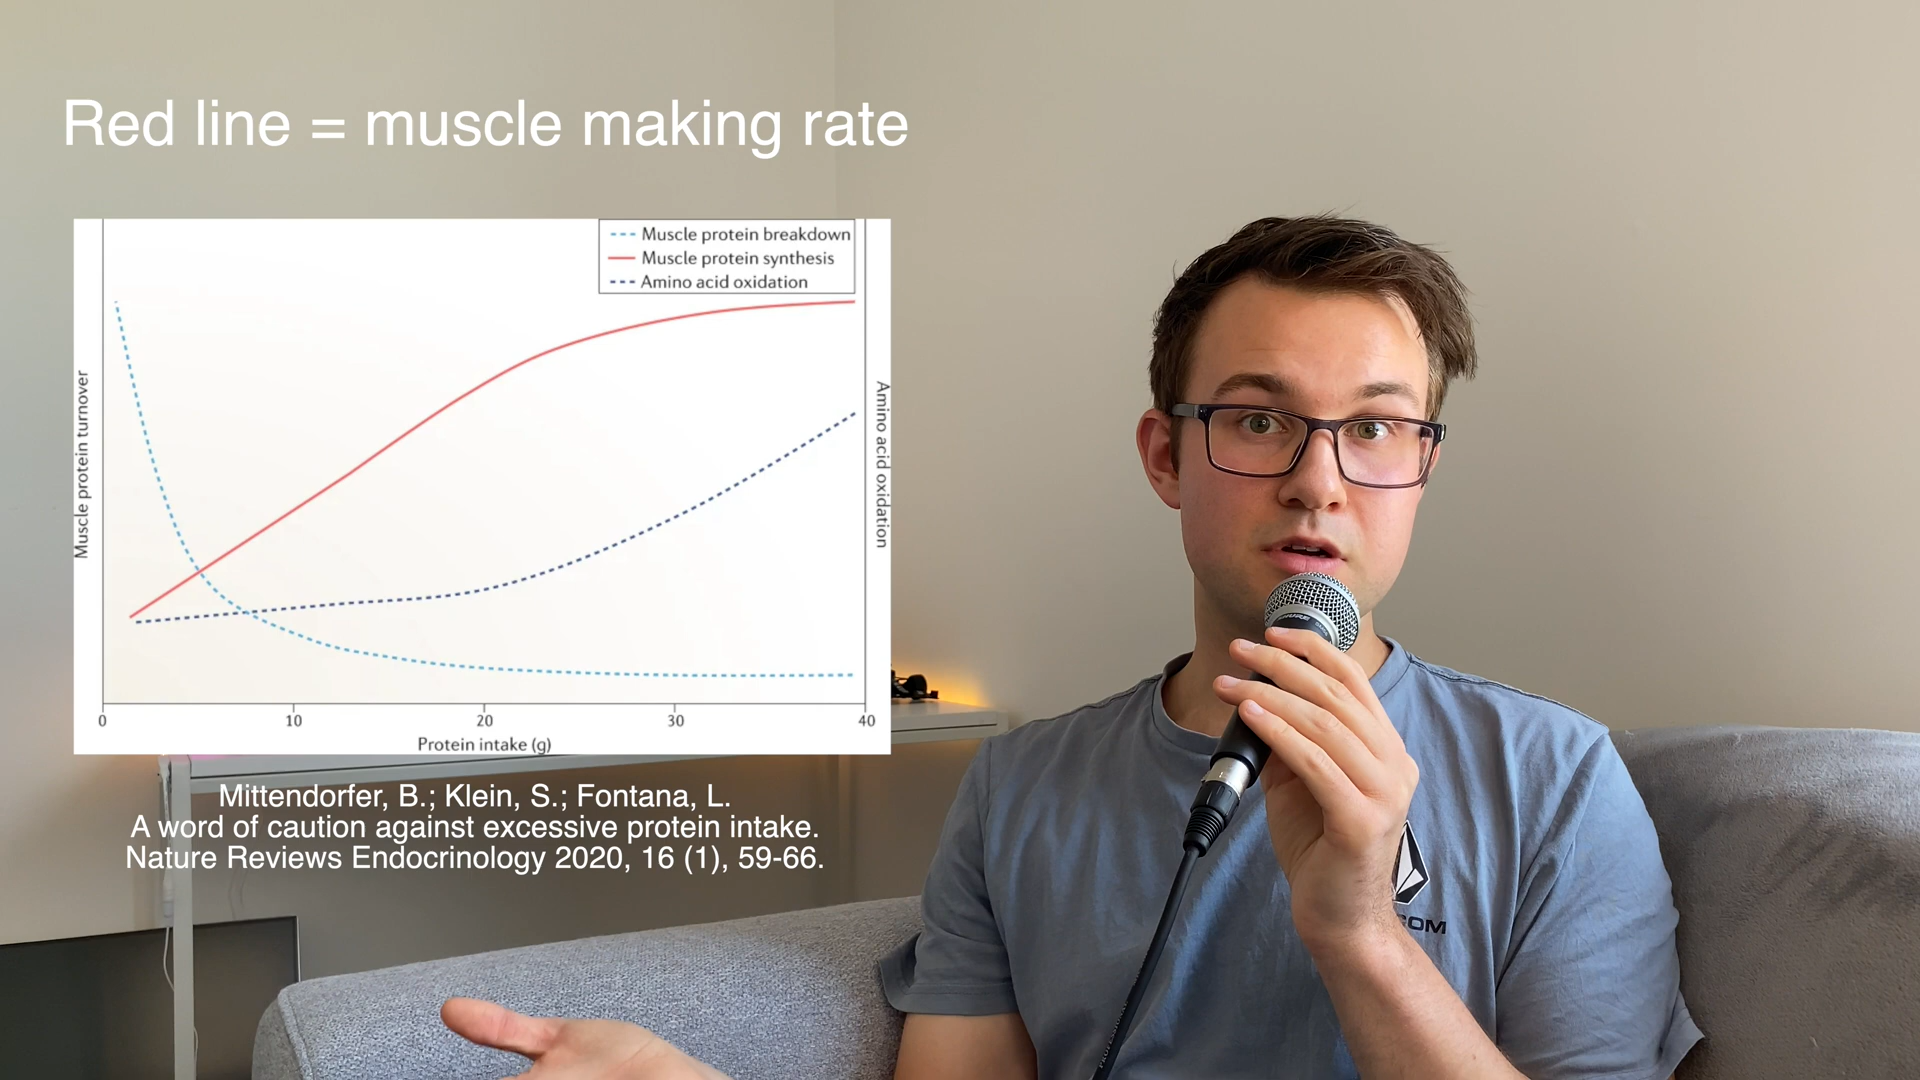 Red line = muscle making rate
Muscle protein breakdown
Muscle protein synthesis
Amino acid oxidation
Muscle protein turnover
Amino acid oxidation
0 10 20 30 40
Protein intake (g)
Mittendorfer, B.; Klein, S.; Fontana, L.
A word of caution against excessive protein intake.
Nature Reviews Endocrinology 2020, 16 (1), 59-66.
COM